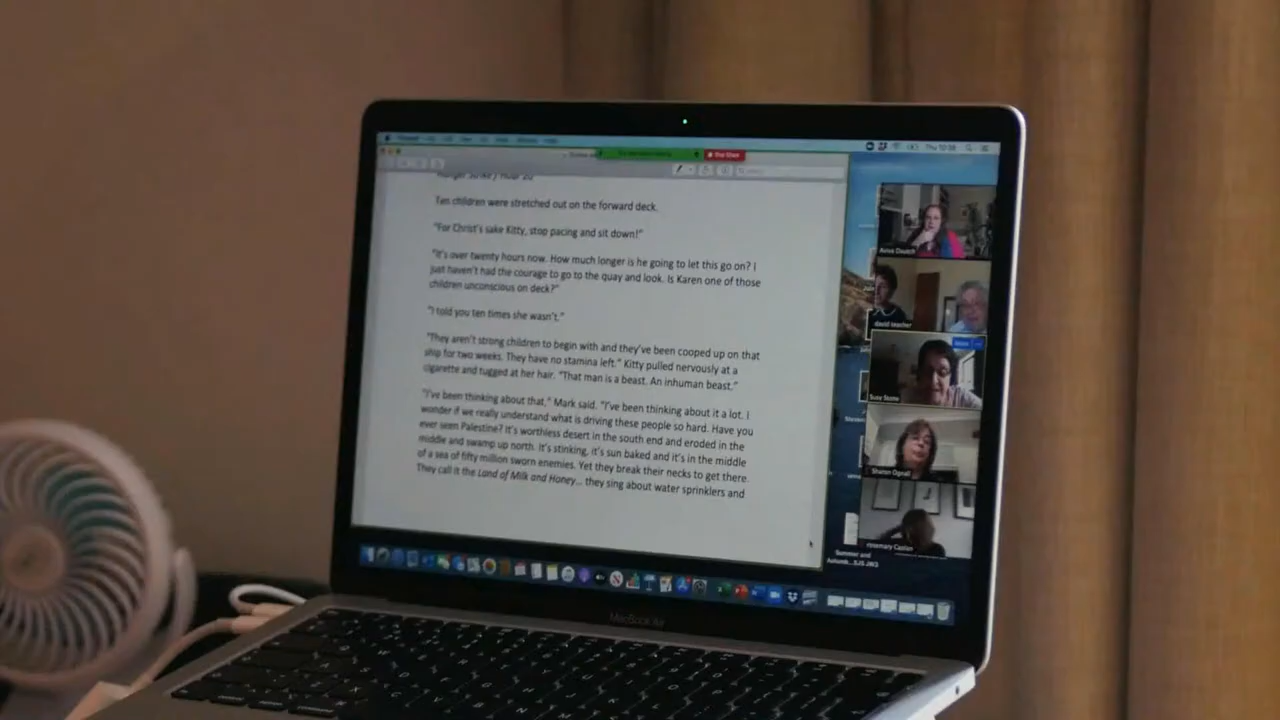 Ten children were stretched out on the forward deck.
"For Christ's sake Kitty, stop pacing and sit down!"
"It's over twenty hours now. How much longer is he going to let this go on? I
just haven't had the courage to go to the quay and look. Is Karen one of those
children unconscious on deck?"
"I told you ten times she wasn't."
"They aren't strong children to begin with and they've been cooped up on that
ship for two weeks. They have no stamina left." Kitty pulled nervously at a
cigarette and tugged at her hair. "That man is a beast. An inhuman beast."
"I've been thinking about that," Mark said. "I've been thinking about it a lot. I
wonder if we really understand what is driving these people so hard. Have you
ever seen Palestine? It's worthless desert in the south end and eroded in the
middle and swamp up north. It's stinking, it's sun baked and it's in the middle
of a sea of fifty million sworn enemies. Yet they break their necks to get there.
They call it the Land of Milk and Honey... they sing about water sprinklers and
david
Sharon
rosemary
Summer and
MacBook Air